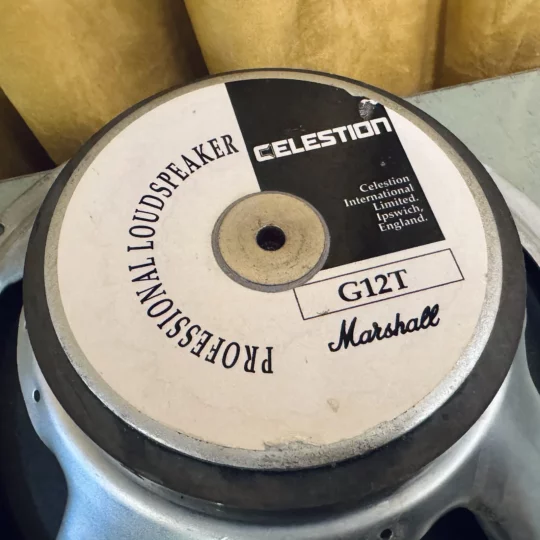 PROFESSIONAL LOUDSPEAKER
CELESTION
Celestion
International
Limited.
Ipswich,
England.
G12T
Marshall